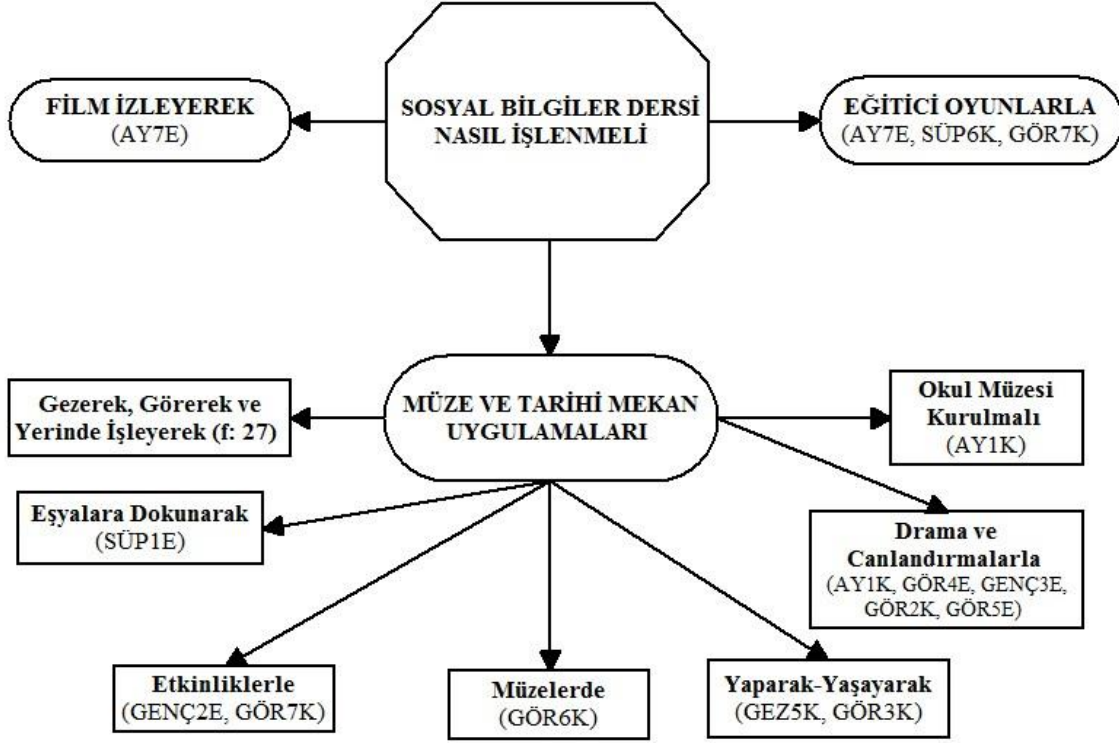 SOSYAL BİLGİLER DERSİ
NASIL İŞLENMELİ
FİLM İZLEYEREK
(AY7E)
EĞİTİCİ OYUNLARLA
(AY7E, SÜP6K, GÖR7K)
MÜZE VE TARİHİ MEKAN
UYGULAMALARI
Gezerek, Görerek ve
Yerinde İşleyerek (f: 27)
Okul Müzesi
Kurulmalı
(AY1K)
Eşyalara Dokunarak
(SÜP1E)
Drama ve
Canlandırmalarla
(AY1K, GÖR4E, GENÇ3E,
GÖR2K, GÖR5E)
Etkinliklerle
(GENÇ2E, GÖR7K)
Müzelerde
(GÖR6K)
Yaparak-Yaşayarak
(GEZ5K, GÖR3K)